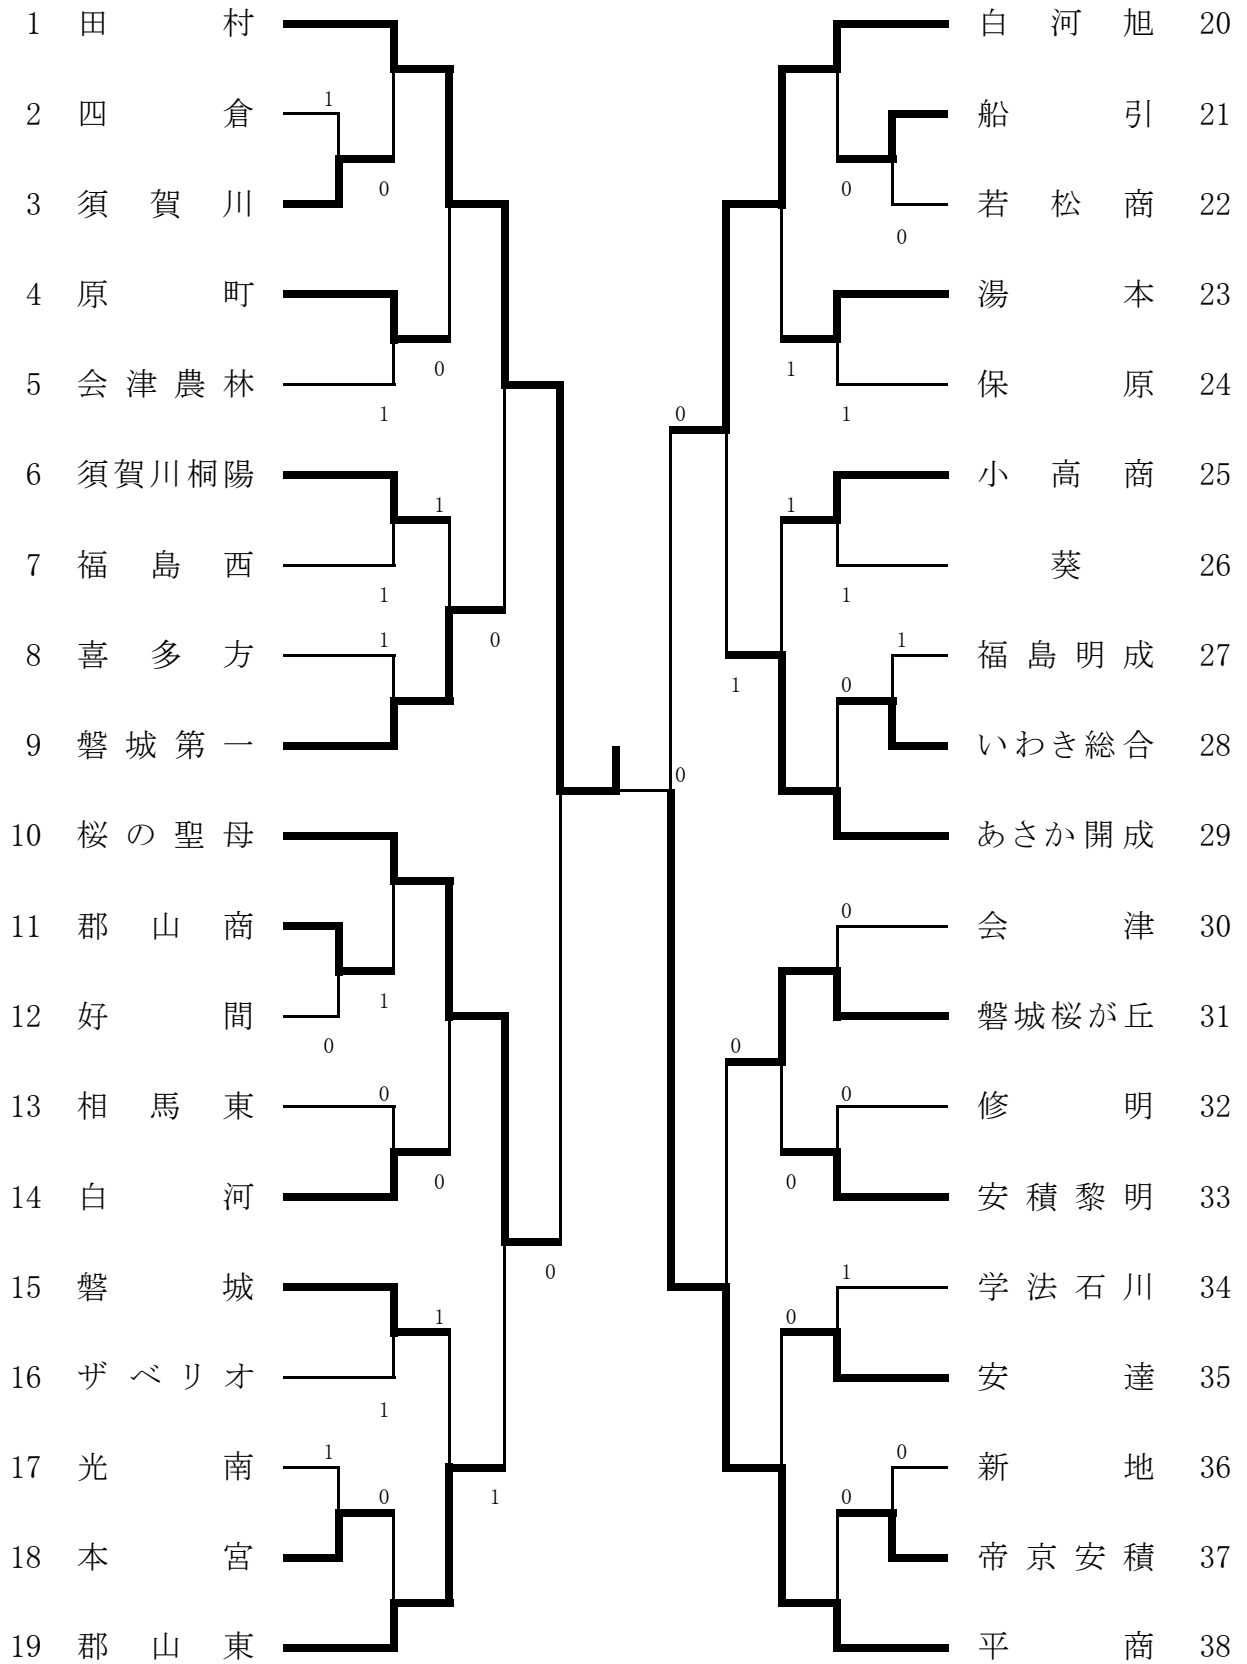 1 田村
2 四倉
3 須賀川
4 原町
5 会津農林
6 須賀川桐陽
7 福島西
8 喜多方
9 磐城第一
10 桜の聖母
11 郡山商
12 好間
13 相馬東
14 白河
15 磐城
16 ザベリオ
17 光南
18 本宮
19 郡山東
1
0
0
1
1
1
1
0
1
0
0
0
0
1
1
1
0
1
0
0
白河旭 20
船引 21
若松商 22
湯本 23
保原 24
小高商 25
葵 26
福島明成 27
いわき総合 28
あさか開成 29
会津 30
磐城桜が丘 31
修明 32
安積黎明 33
学法石川 34
安達 35
新地 36
帝京安積 37
平商 38
0
0
1
1
1
1
1
0
1
0
0
0
0
1
0
0
0